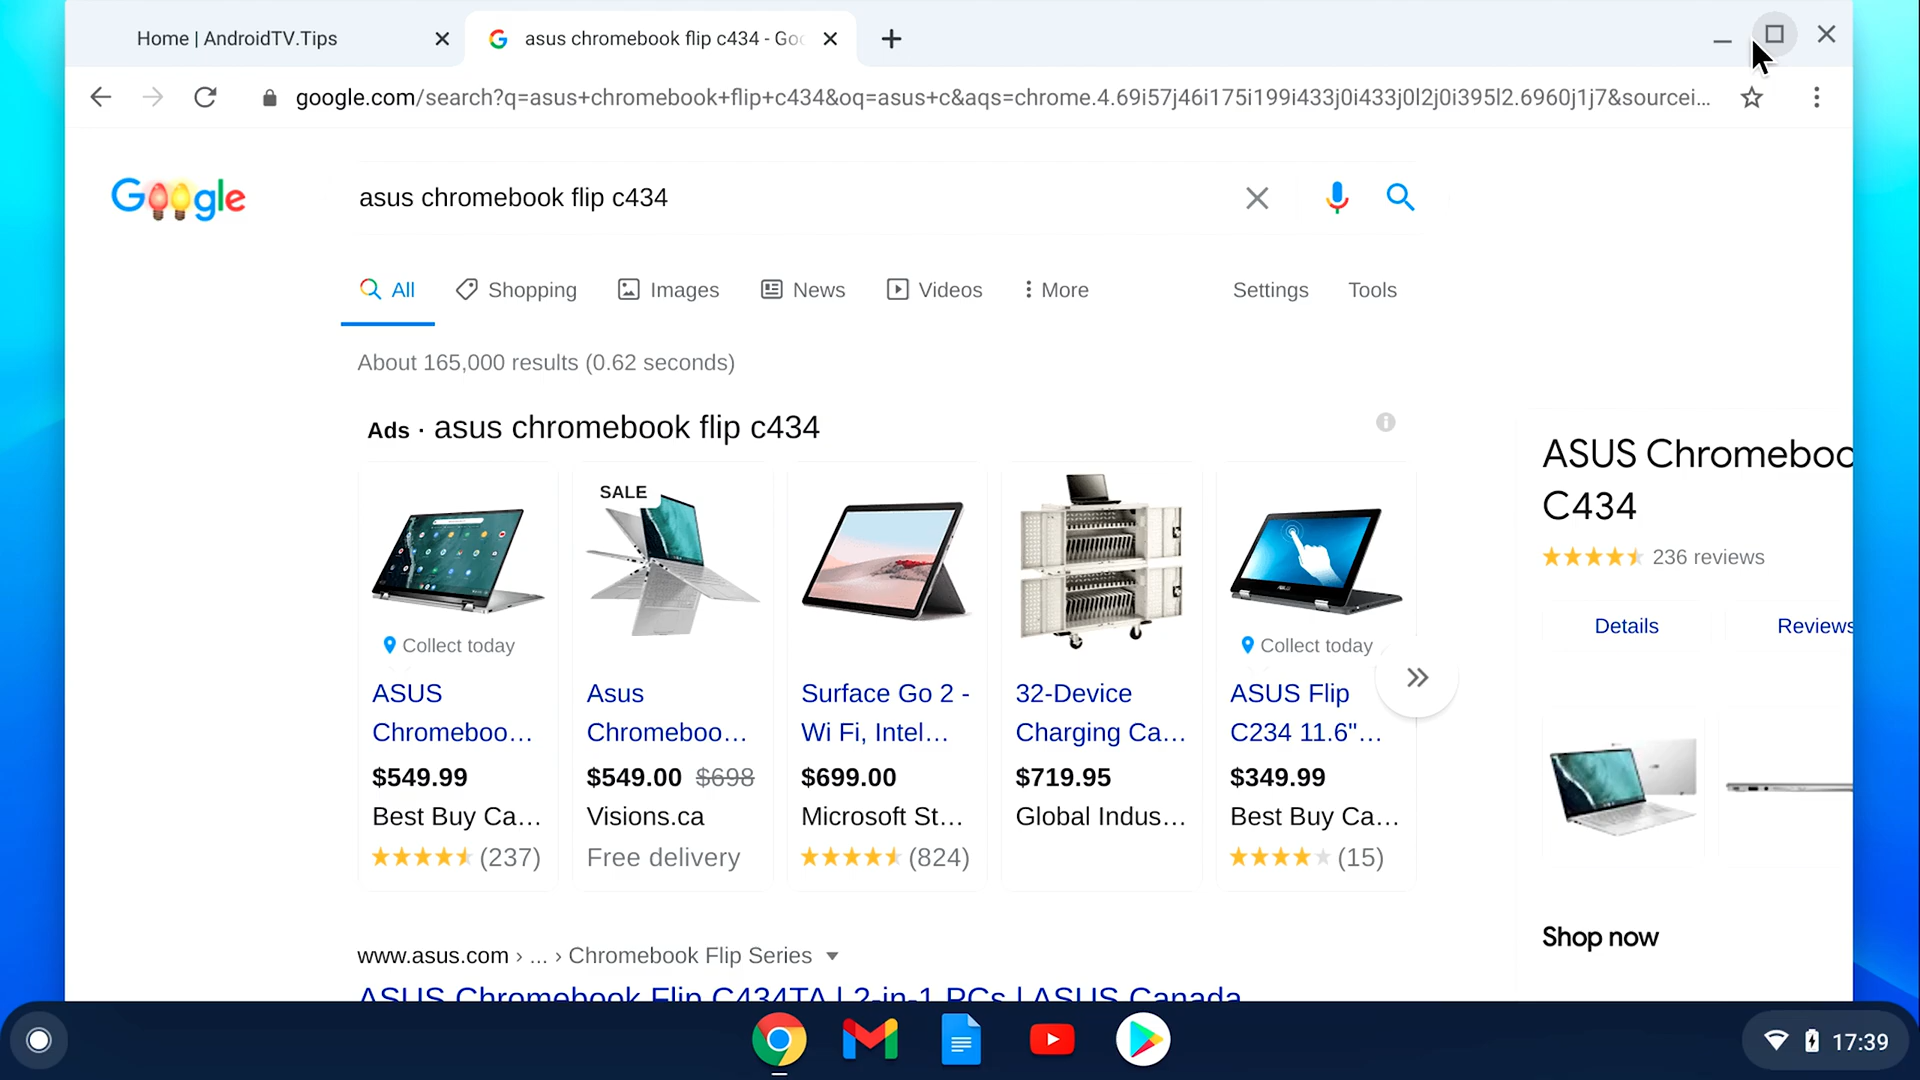 Home | AndroidTV.Tips
asus chromebook flip c434 - Goo
google.com/search?q=asus+chromebook+flip+c434&oq=asus+c&aqs=chrome.4.69i57j46i175i199i433j0i433j0l2j0i395l2.6960j1j7&sourcei...
Google
asus chromebook flip c434
All
Shopping
Images
News
Videos
More
Settings
Tools
About 165,000 results (0.62 seconds)
Ads · asus chromebook flip c434
Collect today
ASUS
Chromeboo...
$549.99
Best Buy Ca...
(237)
SALE
Asus
Chromeboo...
$549.00 $698
Visions.ca
Free delivery
Surface Go 2 -
Wi Fi, Intel...
$699.00
Microsoft St...
(824)
32-Device
Charging Ca...
$719.95
Global Indus...
Collect today
ASUS Flip
C234 11.6"...
$349.99
Best Buy Ca...
(15)
ASUS Chromeboo
C434
236 reviews
Details
Reviews
Shop now
www.asus.com › ... › Chromebook Flip Series
ASUS Chromebook Flip C434TA | 2-in-1 PCs | ASUS Canada
17:39